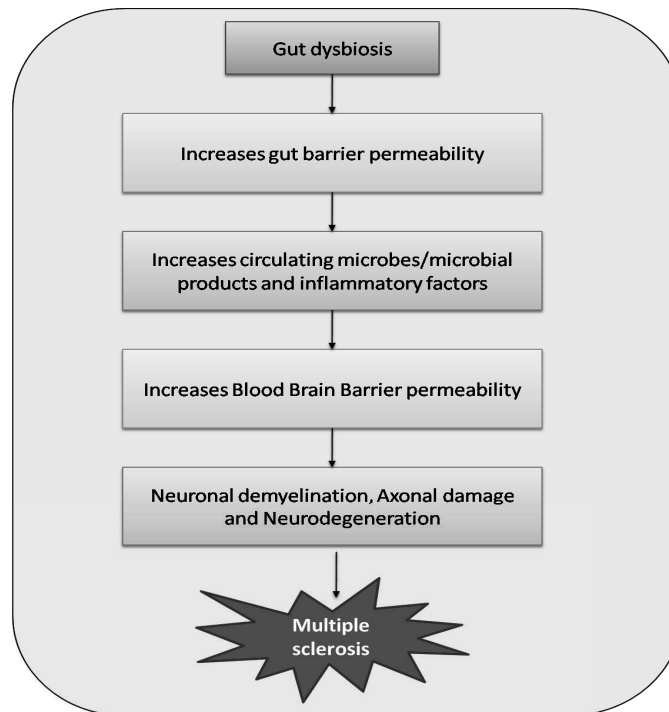 Gut dysbiosis
Increases gut barrier permeability
Increases circulating microbes/microbial
products and inflammatory factors
Increases Blood Brain Barrier permeability
Neuronal demyelination, Axonal damage
and Neurodegeneration
Multiple
sclerosis